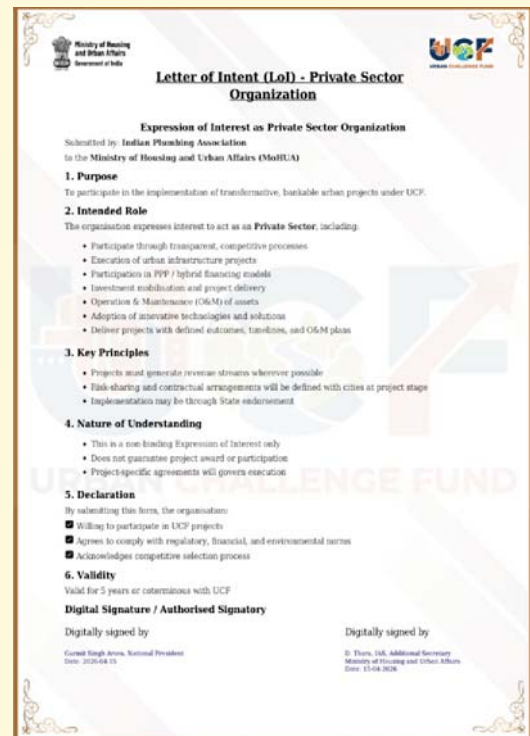 Ministry of Housing
and Urban Affairs
Government of India
UCF
URBAN CHALLENGE FUND
Letter of Intent (LoI) - Private Sector
Organization
Expression of Interest as Private Sector Organization
Submitted by: Indian Plumbing Association
to the Ministry of Housing and Urban Affairs (MoHUA)
1. Purpose
To participate in the implementation of transformative, bankable urban projects under UCF.
2. Intended Role
The organisation expresses interest to act as an Private Sector, including:
• Participate through transparent, competitive processes
• Execution of urban infrastructure projects
• Participation in PPP / hybrid financing models
• Investment mobilisation and project delivery
• Operation & Maintenance (O&M) of assets
• Adoption of innovative technologies and solutions
• Deliver projects with defined outcomes, timelines, and O&M plans
3. Key Principles
• Projects must generate revenue streams wherever possible
• Risk-sharing and contractual arrangements will be defined with cities at project stage
• Implementation may be through State endorsement
4. Nature of Understanding
• This is a non-binding Expression of Interest only
• Does not guarantee project award or participation
• Project-specific agreements will govern execution
URBAN CHALLENGE FUND
5. Declaration
By submitting this form, the organisation:
Willing to participate in UCF projects
Agrees to comply with regulatory, financial, and environmental norms
Acknowledges competitive selection process
6. Validity
Valid for 5 years or coterminous with UCF
Digital Signature / Authorised Signatory
Digitally signed by
Gurmit Singh Arora, National President
Date: 2026-04-15
Digitally signed by
D. Thara, IAS, Additional Secretary
Ministry of Housing and Urban Affairs
Date: 15-04-2026